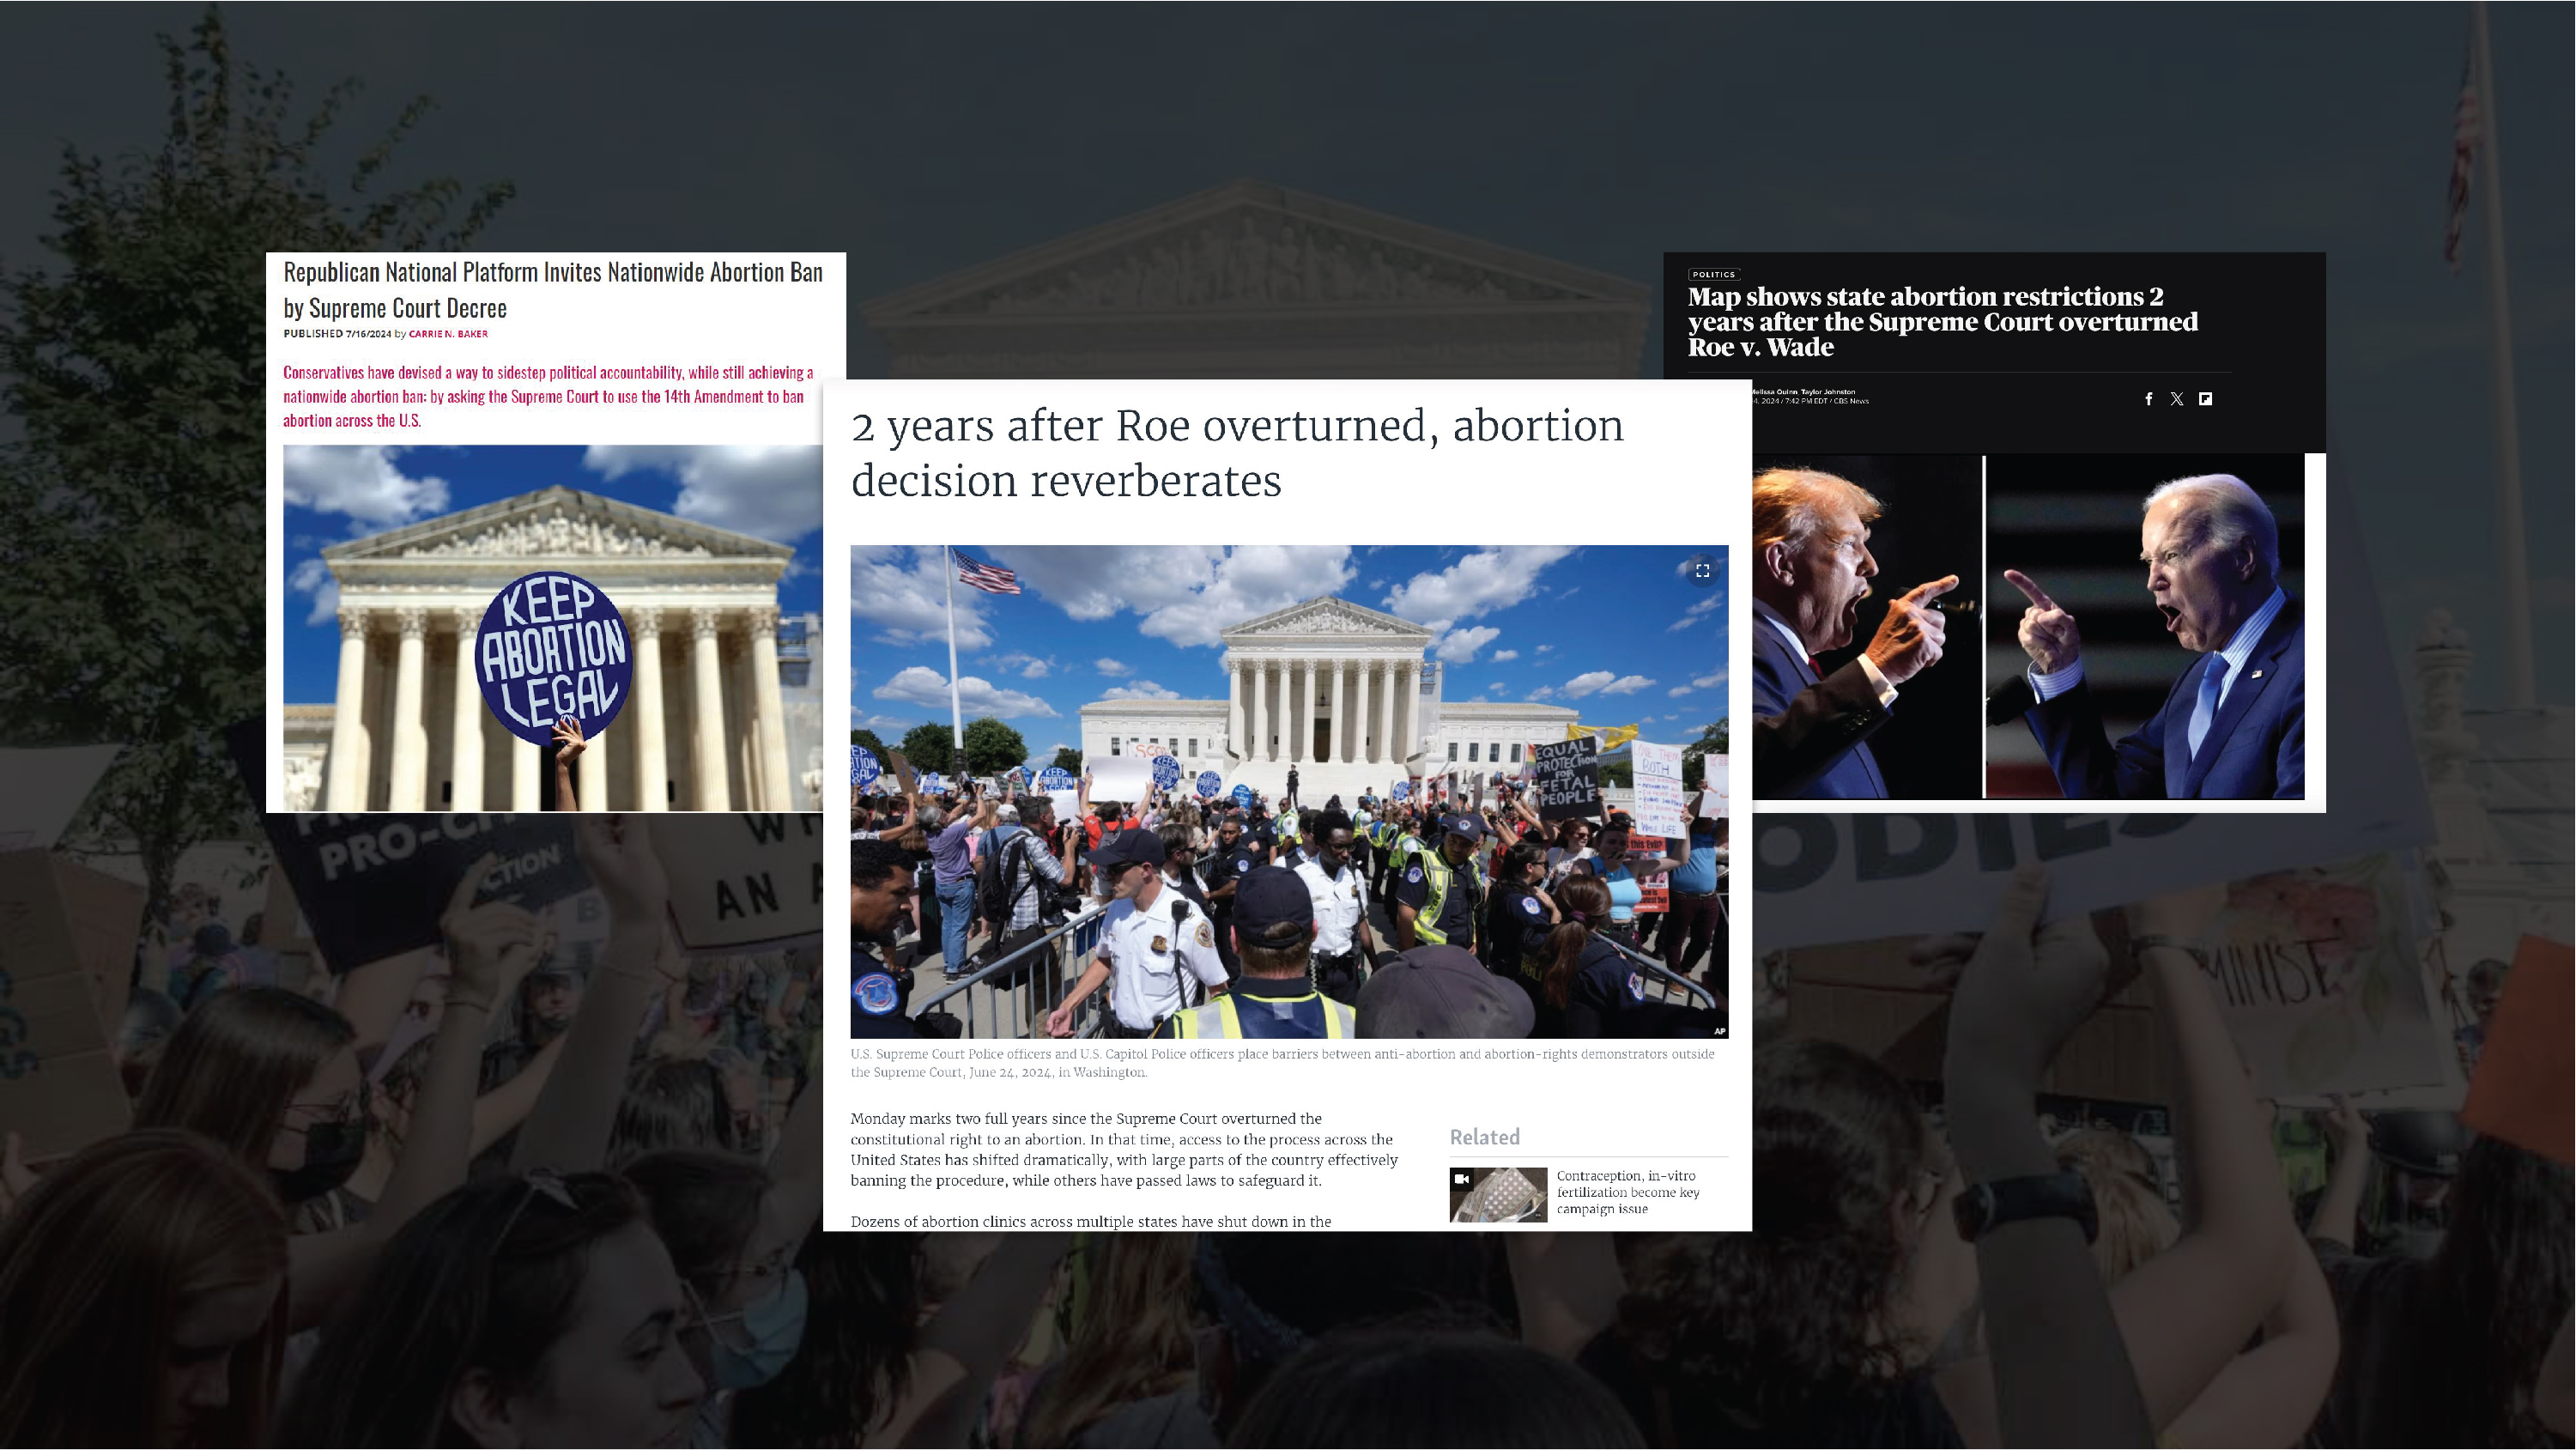 Republican National Platform Invites Nationwide Abortion Ban
by Supreme Court Decree
PUBLISHED 7/16/2024 by CARRIE N. BAKER
Conservatives have devised a way to sidestep political accountability, while still achieving a
nationwide abortion ban: by asking the Supreme Court to use the 14th Amendment to ban
abortion across the U.S.
KEEP
ABORTION
LEGAL
2 years after Roe overturned, abortion
decision reverberates
KEEP
ABORTION
EQUAL
PROTECTION
FOR
FETAL
PEOPLE
BOTH
AP
U.S. Supreme Court Police officers and U.S. Capitol Police officers place barriers between anti-abortion and abortion-rights demonstrators outside
the Supreme Court, June 24, 2024, in Washington.
Monday marks two full years since the Supreme Court overturned the
constitutional right to an abortion. In that time, access to the process across the
United States has shifted dramatically, with large parts of the country effectively
banning the procedure, while others have passed laws to safeguard it.
Dozens of abortion clinics across multiple states have shut down in the
Related
Contraception, in-vitro
fertilization become key
campaign issue
POLITICS
Map shows state abortion restrictions 2
years after the Supreme Court overturned
Roe v. Wade
Melissa Quinn, Taylor Johnston
4, 2024 / 7:42 PM EDT / CBS News
PRO-CH
CTION
AN A
ODIES
MINIST